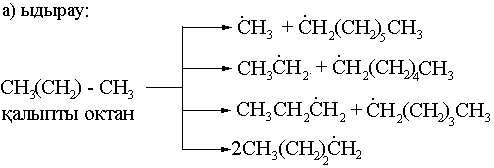 а) ыдырау:
ĊH₃ + ĊH₂(CH₂)₅CH₃
CH₃ĊH₂. + ĊH₂(CH₂)₄CH₃
CH₃(CH₂) - CH₃
қалыпты октан
CH₃CH₂ĊH₂ + ĊH₂(CH₂)₃CH₃
2CH₃(CH₂)₂ĊH₂